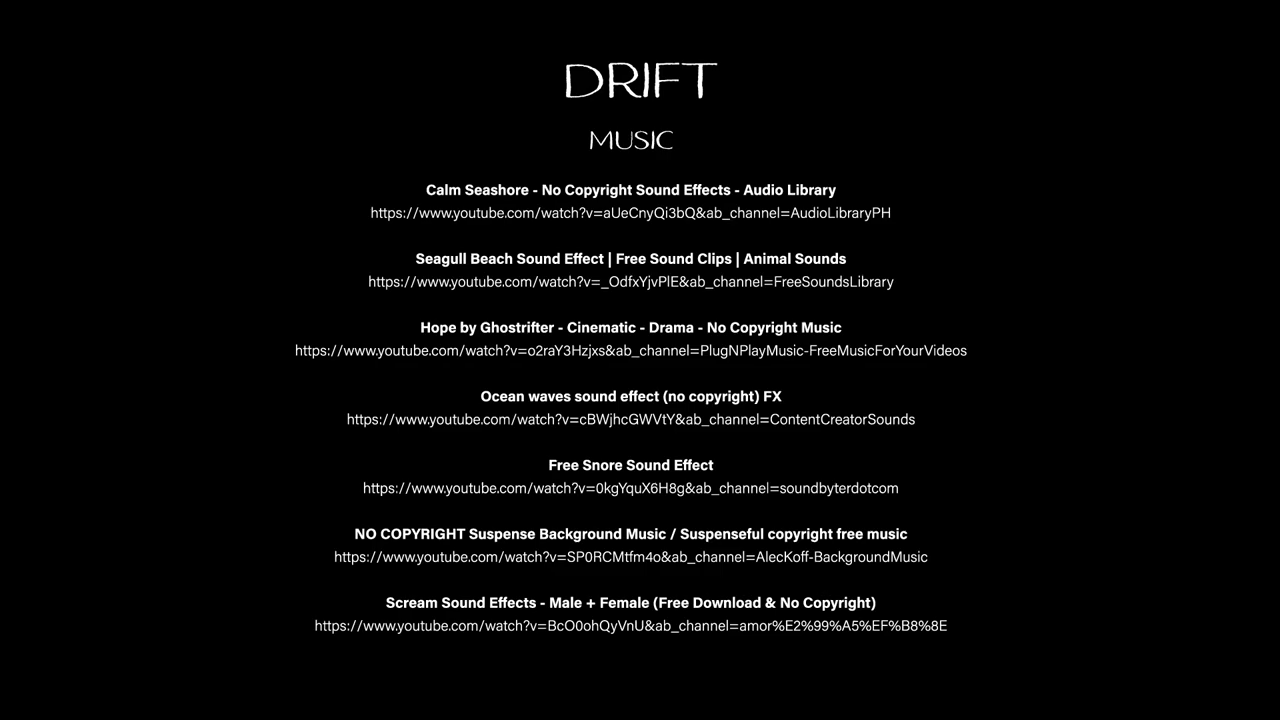 DRIFT
MUSIC
Calm Seashore - No Copyright Sound Effects - Audio Library
https://www.youtube.com/watch?v=aUeCnyQi3bQ&ab_channel=AudioLibraryPH
Seagull Beach Sound Effect | Free Sound Clips | Animal Sounds
https://www.youtube.com/watch?v=_OdfxYjvPlE&ab_channel=FreeSoundsLibrary
Hope by Ghostrifter - Cinematic - Drama - No Copyright Music
https://www.youtube.com/watch?v=o2raY3Hzjxs&ab_channel=PlugNPlayMusic-FreeMusicForYourVideos
Ocean waves sound effect (no copyright) FX
https://www.youtube.com/watch?v=cBWjhcGWVtY&ab_channel=ContentCreatorSounds
Free Snore Sound Effect
https://www.youtube.com/watch?v=0kgYquX6H8g&ab_channel=soundbyterdotcom
NO COPYRIGHT Suspense Background Music / Suspenseful copyright free music
https://www.youtube.com/watch?v=SP0RCMtfm4o&ab_channel=AlecKoff-BackgroundMusic
Scream Sound Effects - Male + Female (Free Download & No Copyright)
https://www.youtube.com/watch?v=BcO0ohQyVnU&ab_channel=amor%E2%99%A5%EF%B8%8E